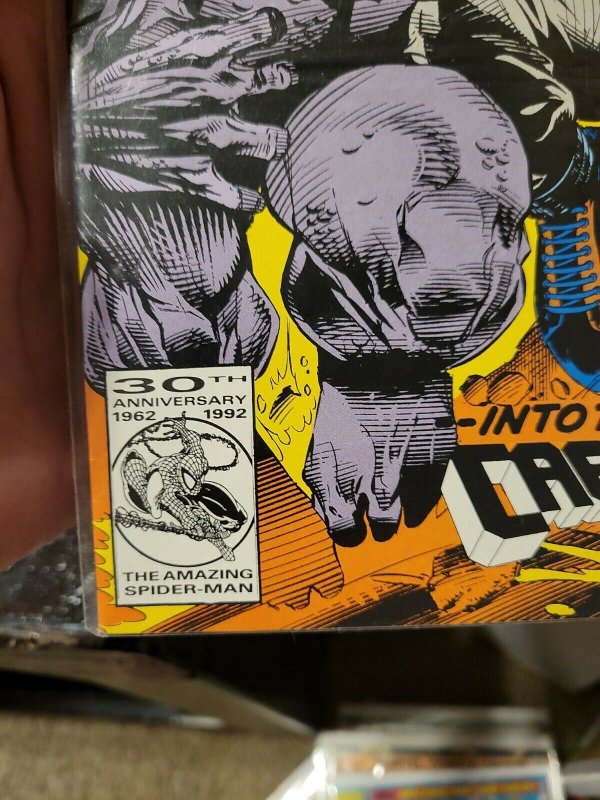 30TH
ANNIVERSARY
1962 1992
THE AMAZING
SPIDER-MAN
-INTO